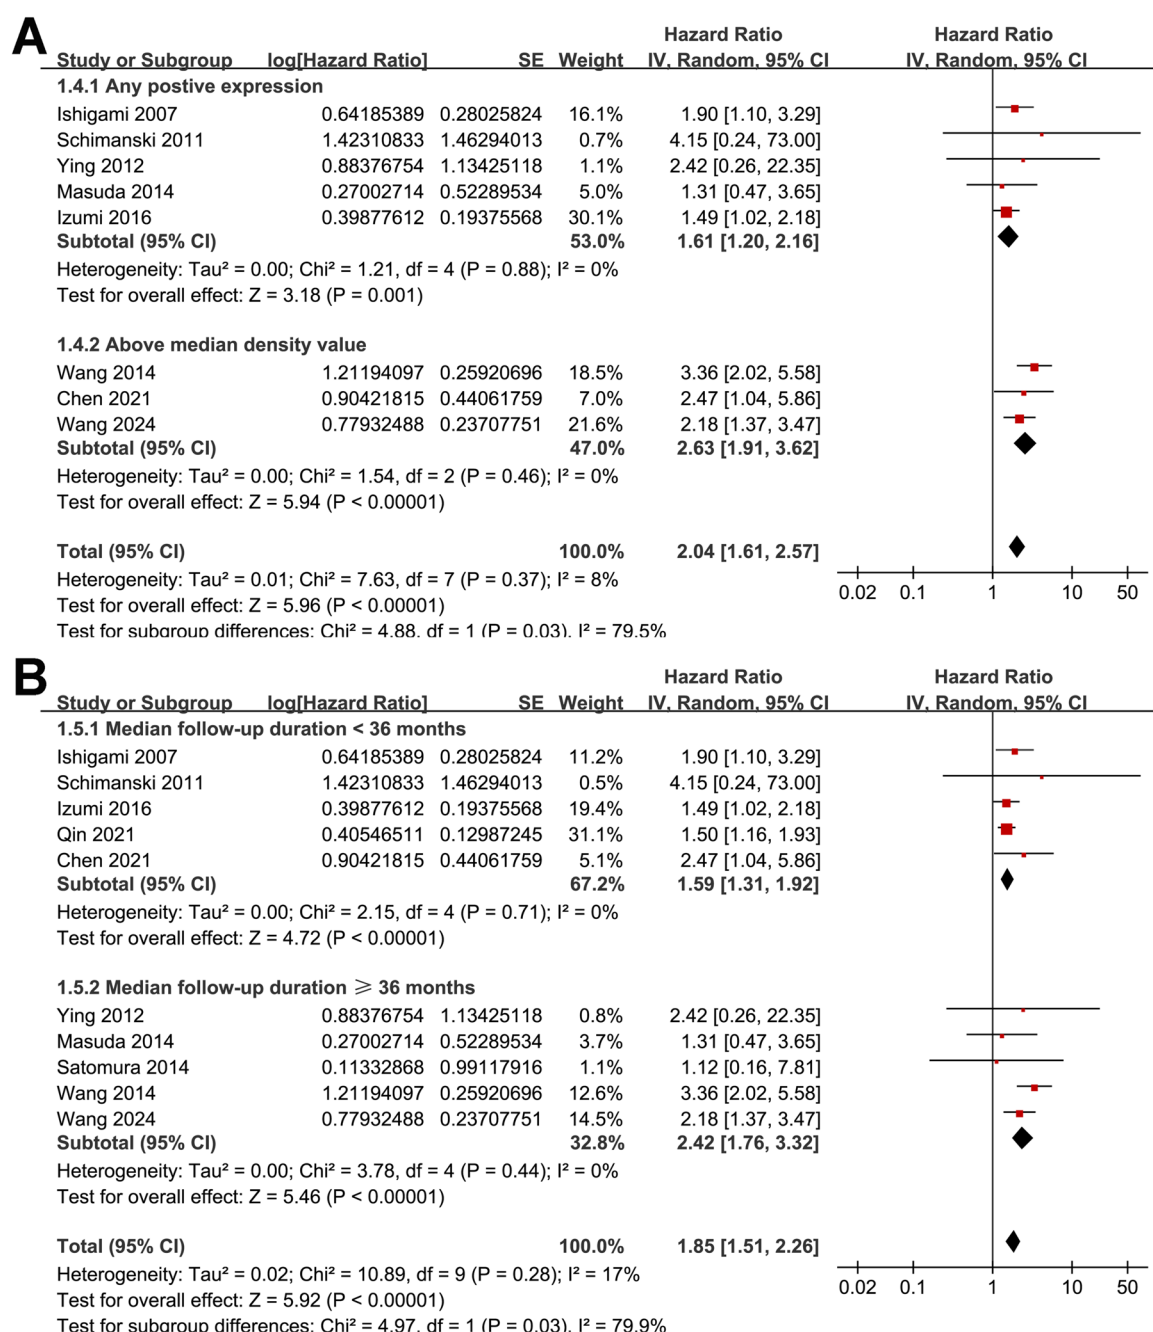 A
Hazard Ratio Hazard Ratio
Study or Subgroup log[Hazard Ratio] SE Weight IV, Random, 95% CI IV, Random, 95% CI
1.4.1 Any postive expression
Ishigami 2007 0.64185389 0.28025824 16.1% 1.90 [1.10, 3.29]
Schimanski 2011 1.42310833 1.46294013 0.7% 4.15 [0.24, 73.00]
Ying 2012 0.88376754 1.13425118 1.1% 2.42 [0.26, 22.35]
Masuda 2014 0.27002714 0.52289534 5.0% 1.31 [0.47, 3.65]
Izumi 2016 0.39877612 0.19375568 30.1% 1.49 [1.02, 2.18]
Subtotal (95% CI) 53.0% 1.61 [1.20, 2.16]
Heterogeneity: Tau² = 0.00; Chi² = 1.21, df = 4 (P = 0.88); I² = 0%
Test for overall effect: Z = 3.18 (P = 0.001)
1.4.2 Above median density value
Wang 2014 1.21194097 0.25920696 18.5% 3.36 [2.02, 5.58]
Chen 2021 0.90421815 0.44061759 7.0% 2.47 [1.04, 5.86]
Wang 2024 0.77932488 0.23707751 21.6% 2.18 [1.37, 3.47]
Subtotal (95% CI) 47.0% 2.63 [1.91, 3.62]
Heterogeneity: Tau² = 0.00; Chi² = 1.54, df = 2 (P = 0.46); I² = 0%
Test for overall effect: Z = 5.94 (P < 0.00001)
Total (95% CI) 100.0% 2.04 [1.61, 2.57]
Heterogeneity: Tau² = 0.01; Chi² = 7.63, df = 7 (P = 0.37); I² = 8%
Test for overall effect: Z = 5.96 (P < 0.00001)
Test for subgroup differences: Chi² = 4.88, df = 1 (P = 0.03), I² = 79.5%
0.02 0.1 1 10 50
B
Hazard Ratio Hazard Ratio
Study or Subgroup log[Hazard Ratio] SE Weight IV, Random, 95% CI IV, Random, 95% CI
1.5.1 Median follow-up duration < 36 months
Ishigami 2007 0.64185389 0.28025824 11.2% 1.90 [1.10, 3.29]
Schimanski 2011 1.42310833 1.46294013 0.5% 4.15 [0.24, 73.00]
Izumi 2016 0.39877612 0.19375568 19.4% 1.49 [1.02, 2.18]
Qin 2021 0.40546511 0.12987245 31.1% 1.50 [1.16, 1.93]
Chen 2021 0.90421815 0.44061759 5.1% 2.47 [1.04, 5.86]
Subtotal (95% CI) 67.2% 1.59 [1.31, 1.92]
Heterogeneity: Tau² = 0.00; Chi² = 2.15, df = 4 (P = 0.71); I² = 0%
Test for overall effect: Z = 4.72 (P < 0.00001)
1.5.2 Median follow-up duration ⩾ 36 months
Ying 2012 0.88376754 1.13425118 0.8% 2.42 [0.26, 22.35]
Masuda 2014 0.27002714 0.52289534 3.7% 1.31 [0.47, 3.65]
Satomura 2014 0.11332868 0.99117916 1.1% 1.12 [0.16, 7.81]
Wang 2014 1.21194097 0.25920696 12.6% 3.36 [2.02, 5.58]
Wang 2024 0.77932488 0.23707751 14.5% 2.18 [1.37, 3.47]
Subtotal (95% CI) 32.8% 2.42 [1.76, 3.32]
Heterogeneity: Tau² = 0.00; Chi² = 3.78, df = 4 (P = 0.44); I² = 0%
Test for overall effect: Z = 5.46 (P < 0.00001)
Total (95% CI) 100.0% 1.85 [1.51, 2.26]
Heterogeneity: Tau² = 0.02; Chi² = 10.89, df = 9 (P = 0.28); I² = 17%
Test for overall effect: Z = 5.92 (P < 0.00001)
Test for subgroup differences: Chi² = 4.97, df = 1 (P = 0.03), I² = 79.9%
0.02 0.1 1 10 50